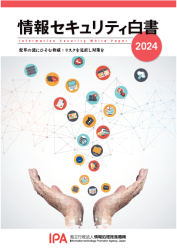 情報セキュリティ白書
Information Security White Paper
2024
変革の波にひそむ脅威：リスクを見直し対策を
IPA
独立行政法人情報処理推進機構
Information-technology Promotion Agency, Japan